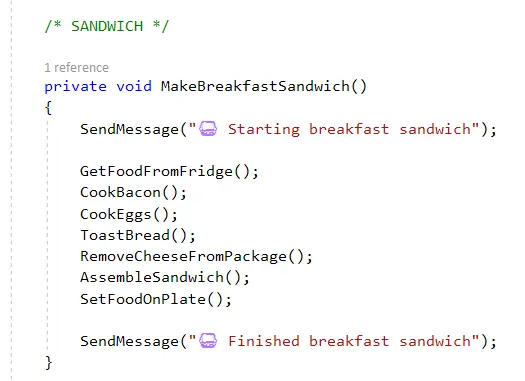 /* SANDWICH */
1 reference
private void MakeBreakfastSandwich()
{
SendMessage("🥪 Starting breakfast sandwich");
GetFoodFromFridge();
CookBacon();
CookEggs();
ToastBread();
RemoveCheeseFromPackage();
AssembleSandwich();
SetFoodOnPlate();
SendMessage("🥪 Finished breakfast sandwich");
}